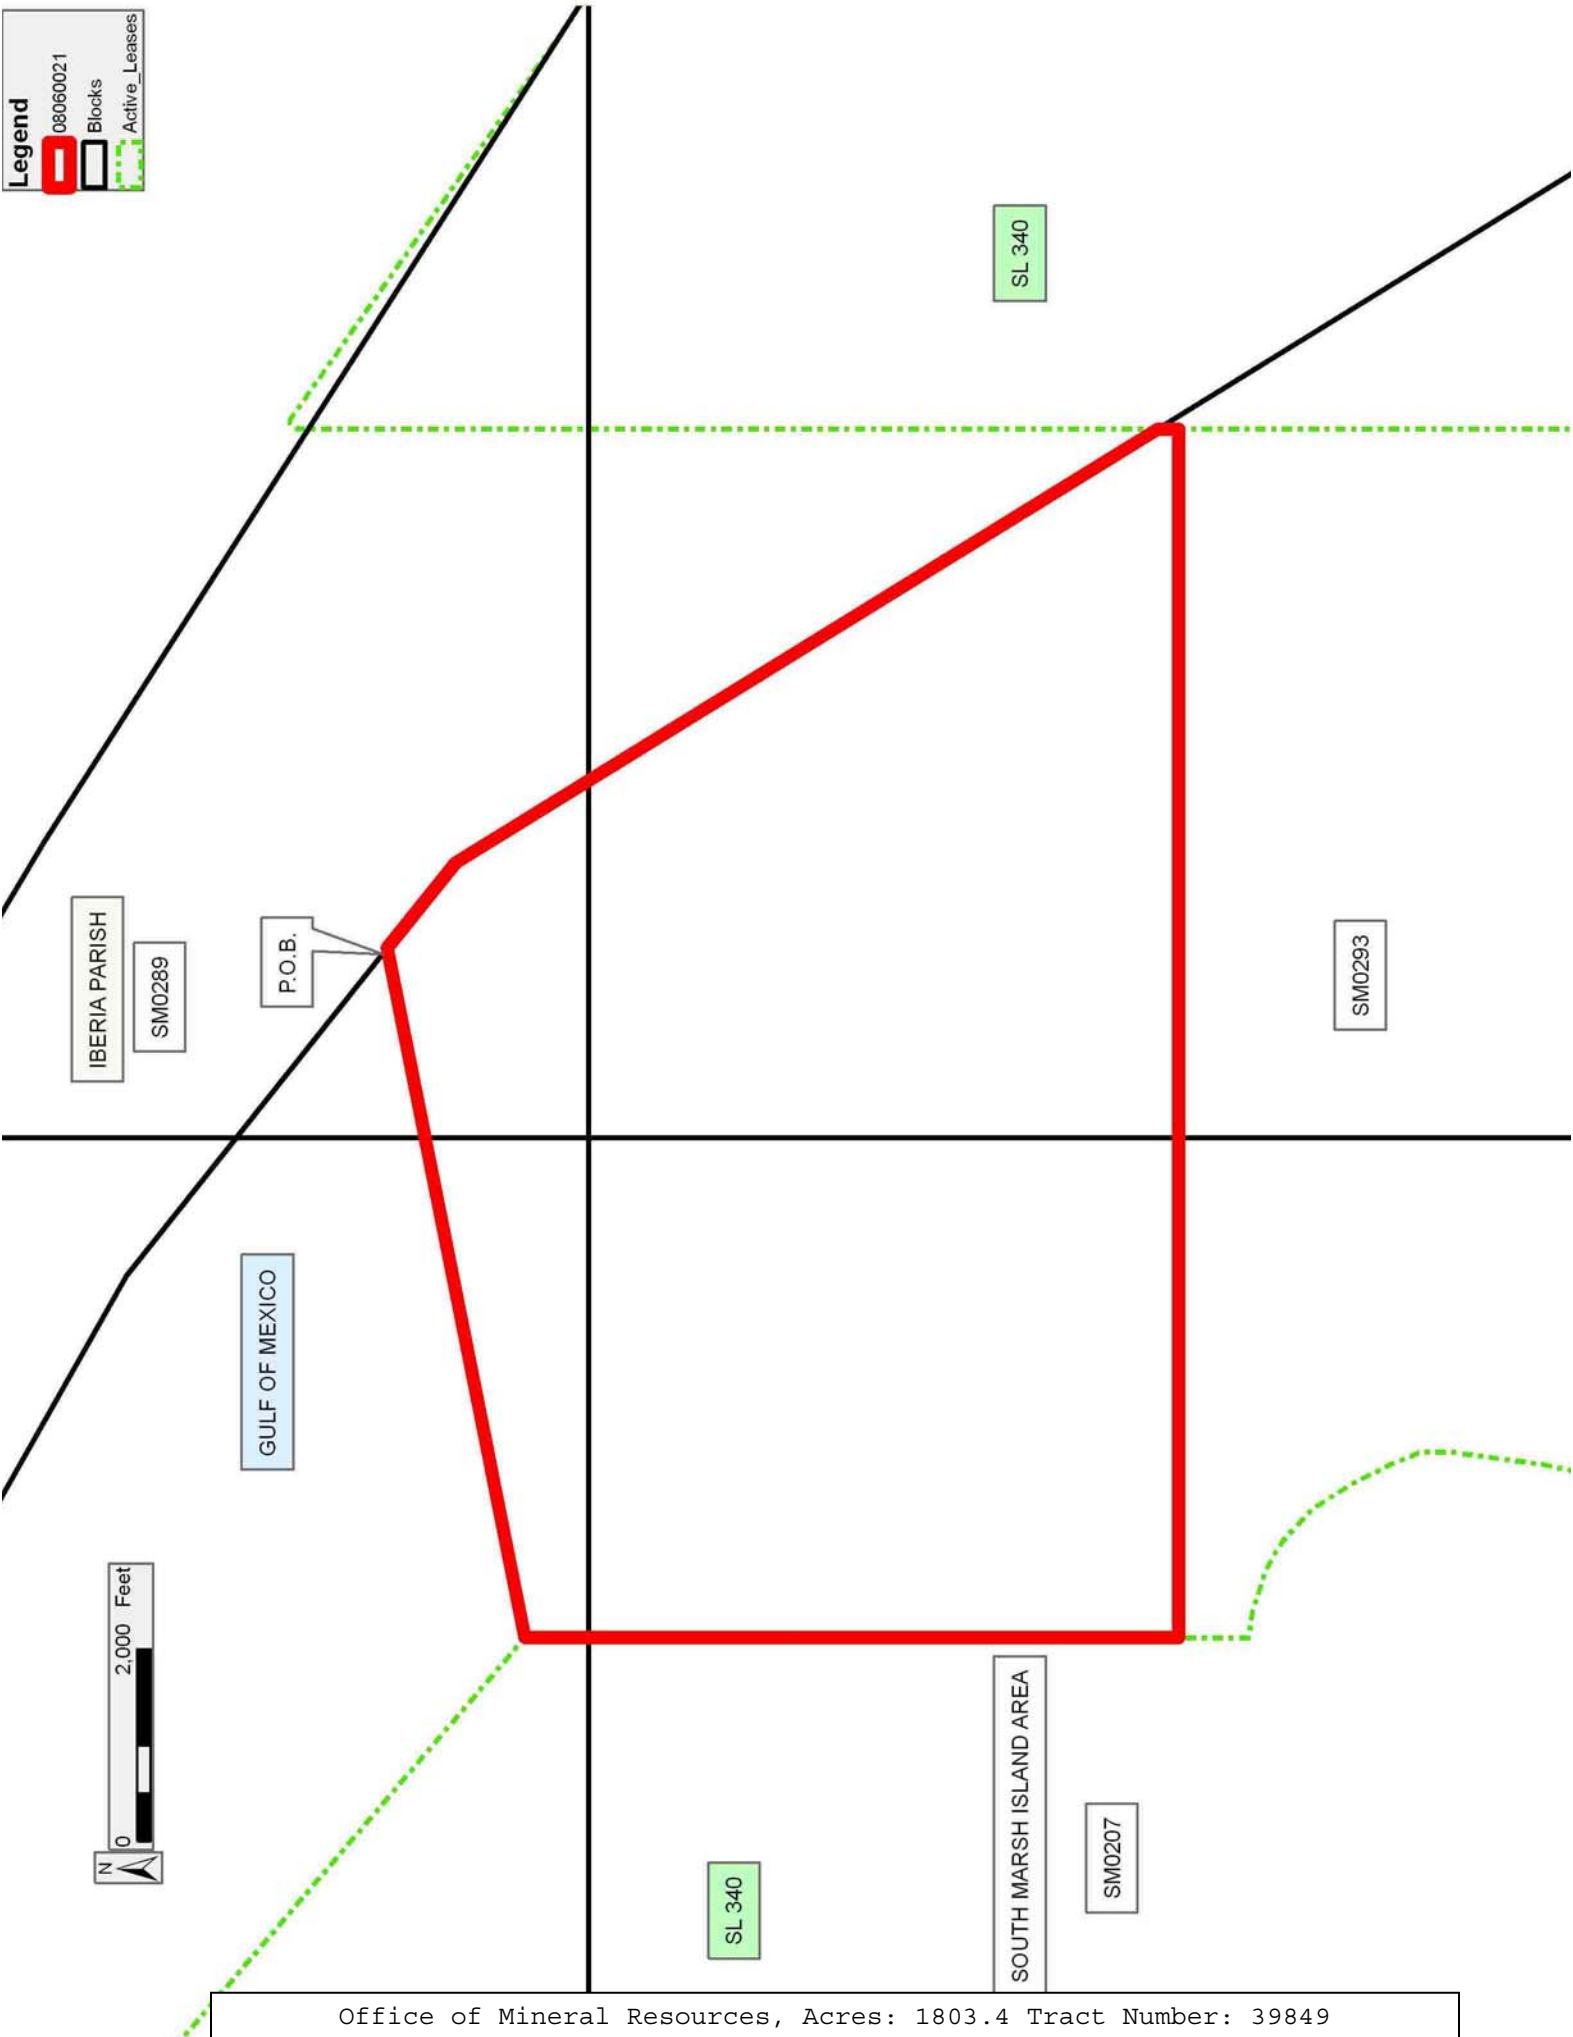 Legend
08060021
Blocks
Active_Leases
SL 340
IBERIA PARISH
SM0289
P.O.B.
SM0293
GULF OF MEXICO
0 2,000 Feet
N
SL 340
SOUTH MARSH ISLAND AREA
SM0207
Office of Mineral Resources, Acres: 1803.4 Tract Number: 39849